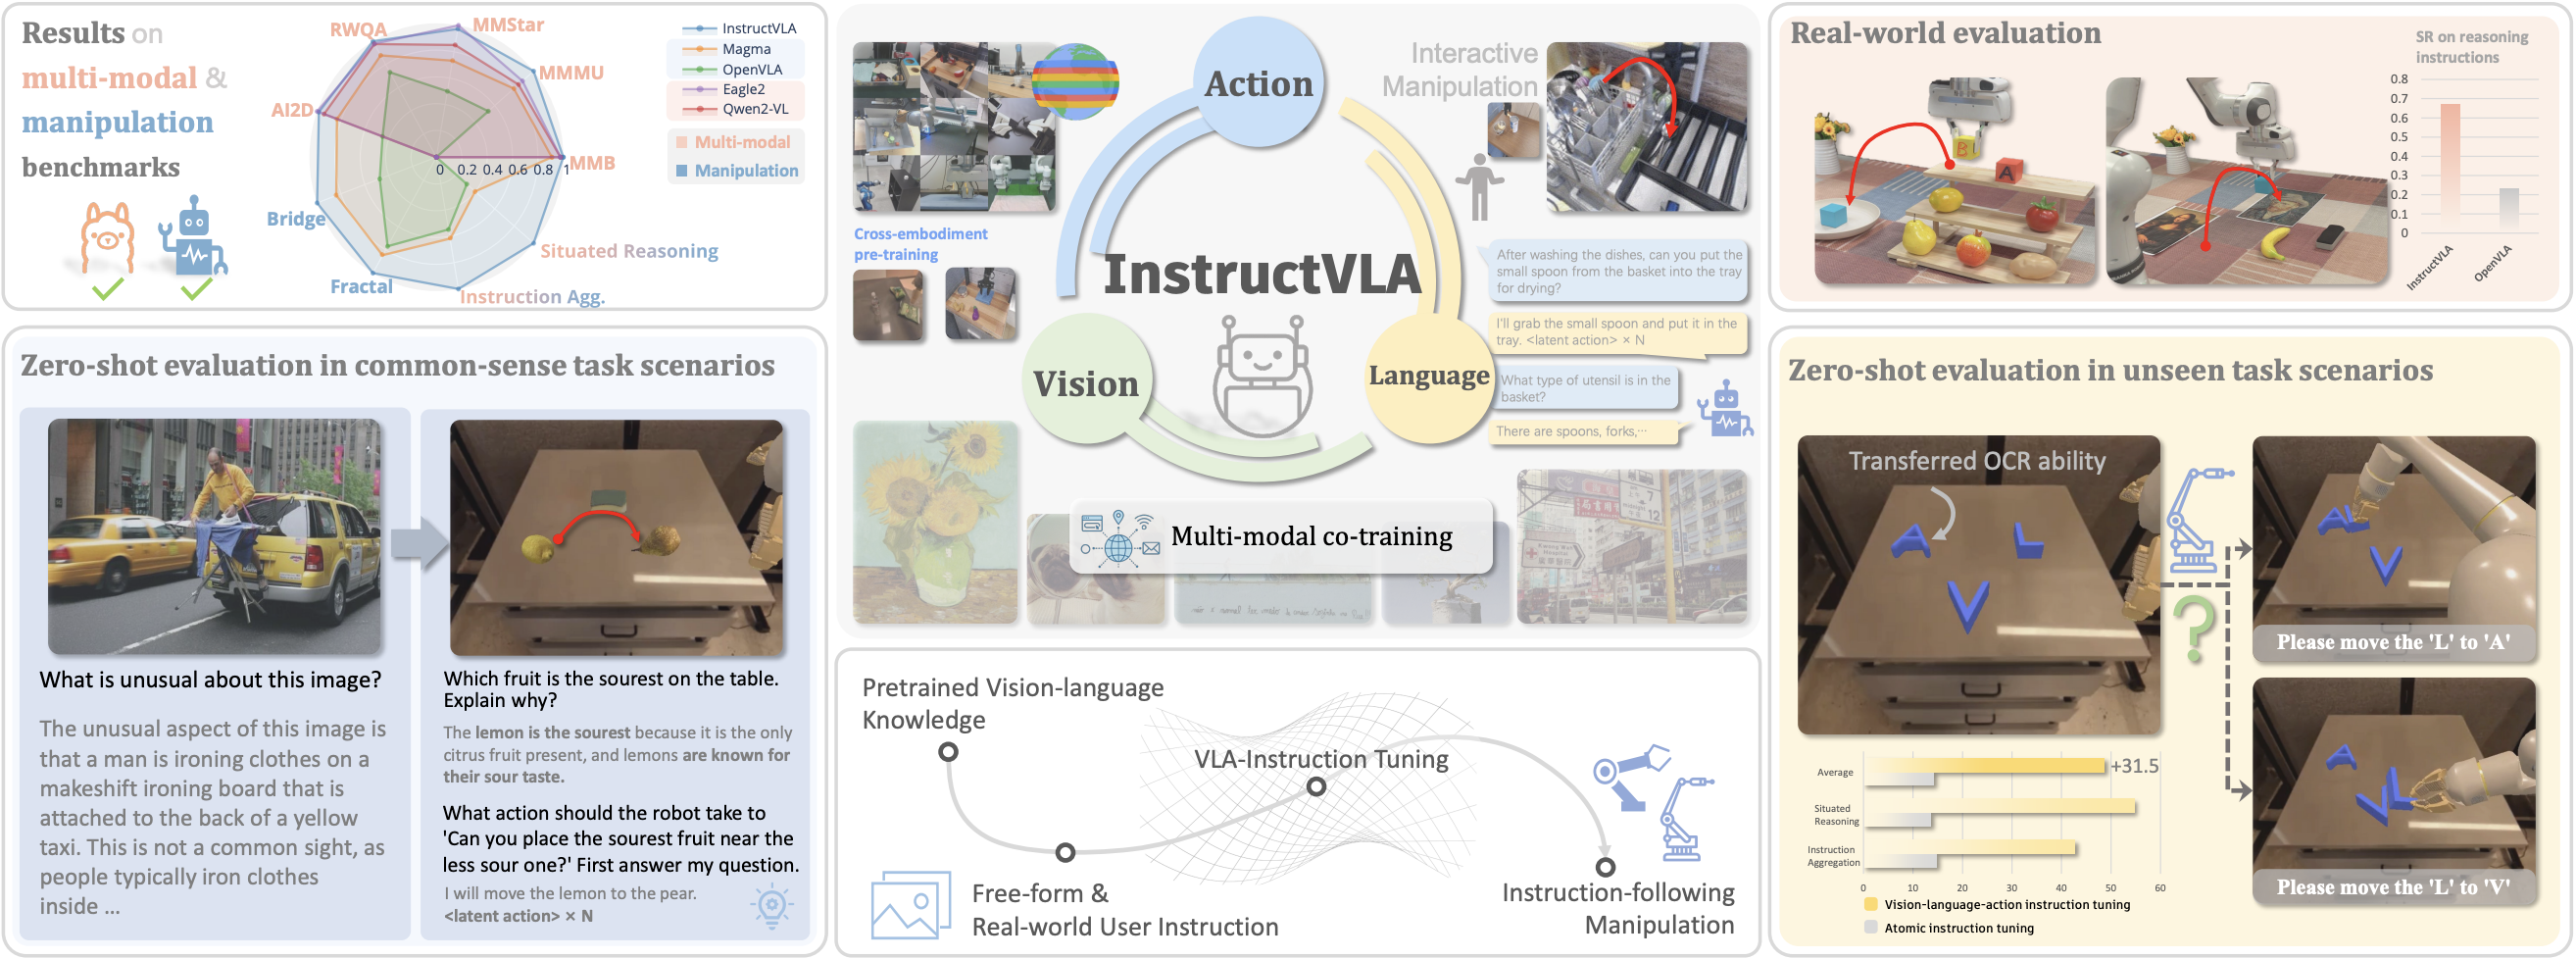 Results on
multi-modal &
manipulation
benchmarks
RWQA
MMStar
MMMU
AI2D
MMB
Bridge
Situated Reasoning
Fractal
Instruction Agg.
0 0.2 0.4 0.6 0.8 1
InstructVLA
Magma
OpenVLA
Eagle2
Qwen2-VL
Multi-modal
Manipulation
Zero-shot evaluation in common-sense task scenarios
What is unusual about this image?
The unusual aspect of this image is
that a man is ironing clothes on a
makeshift ironing board that is
attached to the back of a yellow
taxi. This is not a common sight, as
people typically iron clothes
inside ...
Which fruit is the sourest on the table.
Explain why?
The lemon is the sourest because it is the only
citrus fruit present, and lemons are known for
their sour taste.
What action should the robot take to
'Can you place the sourest fruit near the
less sour one?' First answer my question.
I will move the lemon to the pear.
<latent action> × N
Action
Interactive
Manipulation
Cross-embodiment
pre-training
InstructVLA
Vision
Language
After washing the dishes, can you put the
small spoon from the basket into the tray
for drying?
I'll grab the small spoon and put it in the
tray. <latent action> × N
What type of utensil is in the
basket?
There are spoons, forks,···
Multi-modal co-training
7
12
Pretrained Vision-language
Knowledge
VLA-Instruction Tuning
Free-form &
Real-world User Instruction
Instruction-following
Manipulation
Real-world evaluation
SR on reasoning
instructions
0.8
0.7
0.6
0.5
0.4
0.3
0.2
0.1
0
InstructVLA
OpenVLA
B
A
Zero-shot evaluation in unseen task scenarios
Transferred OCR ability
A
L
V
Please move the 'L' to 'A'
Please move the 'L' to 'V'
Average
+31.5
Situated
Reasoning
Instruction
Aggregation
0 10 20 30 40 50 60
Vision-language-action instruction tuning
Atomic instruction tuning